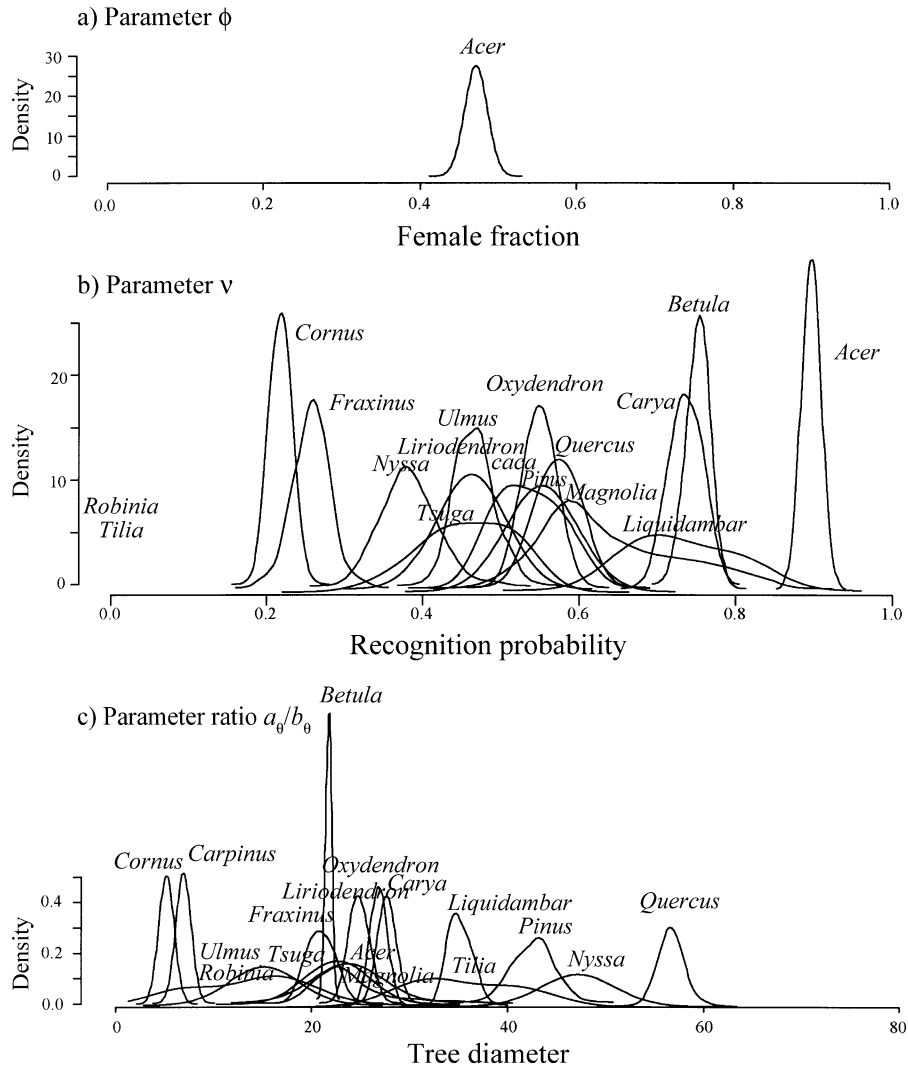 a) Parameter ϕ
Acer
30
20
10
0
Density
0.0 0.2 0.4 0.6 0.8 1.0
Female fraction
b) Parameter ν
Betula
Cornus
Acer
20
Oxydendron
Fraxinus
Carya
Ulmus
Liriodendron
Quercus
Nyssa
caca
Pinus
10
Magnolia
Robinia
Tsuga
Liquidambar
Tilia
0
Density
0.0 0.2 0.4 0.6 0.8 1.0
Recognition probability
Betula
c) Parameter ratio aθ/bθ
Cornus
Carpinus
Oxydendron
Liriodendron
Carya
0.4
Fraxinus
Liquidambar
Quercus
Pinus
0.2
Ulmus
Tsuga
Acer
Robinia
Magnolia
Tilia
Nyssa
0.0
Density
0 20 40 60 80
Tree diameter